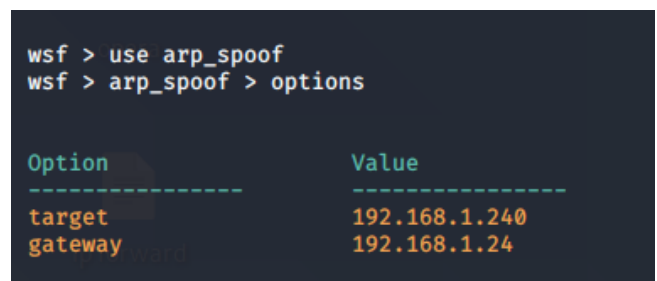 wsf > use arp_spoof
wsf > arp_spoof > options
Option Value
---------------- ----------------
target 192.168.1.240
gateway 192.168.1.24